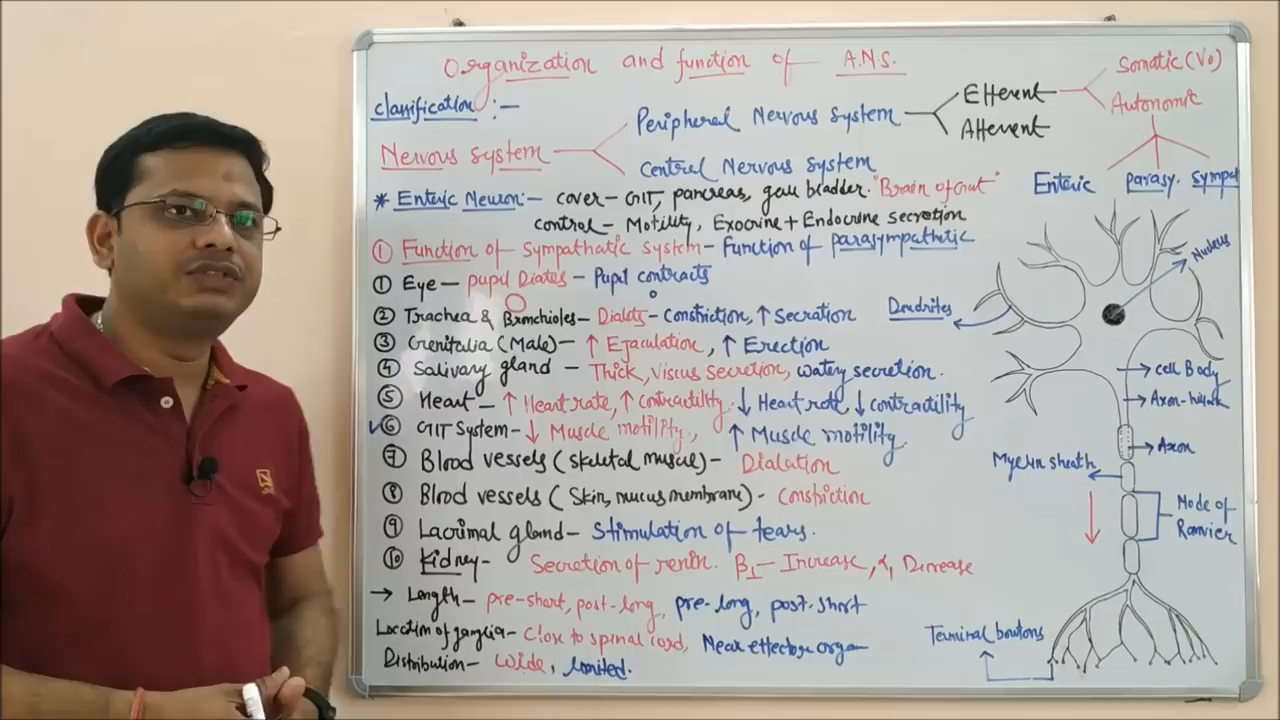 Organization and function of A.N.S.
classification :-
Nervous system
Peripheral Nervous system
Central Nervous system
Efferent
Afferent
Somatic (Vo)
Autonomic
Enteric parasy. sympat
* Enteric Neuron:- cover- GIT, pancreas, gall bladder "Brain of Gut"
control- Motility, Exocrine + Endocrine secretion
① Function of sympathatic system- Function of parasympathetic
① Eye- pupil Diates- Pupil contracts
② Trachea & Bronchioles- Dialets- Constriction, ↑ Secration
③ Genitalia (Male)- ↑ Ejaculation, ↑ Erection
④ Salivary gland - Thick, viscus secretion, watery secretion.
⑤ Heart- ↑ Heart rate, ↑ contractility ↓ Heart rate, ↓ contractility
⑥ GIT System- ↓ Muscle motility, ↑ Muscle motility.
⑦ Blood vessels (skeletal muscle)- Dialation
⑧ Blood vessels (Skin, mucus membrane)- Constriction
⑨ Lacrimal gland- Stimulation of tears.
⑩ Kidney- Secretion of renin. β1- Increase, α1 Decrease
→ Length- pre-short, post-long, pre-long, post-short
Location of ganglia- Close to spinal cord, Near effector organ
Distribution- Wide, limited.
Nucleus
Dendrites
cell Body
Axon-hillock
Axon
Myelin sheath
Node of
Ranvier
Terminal boutons